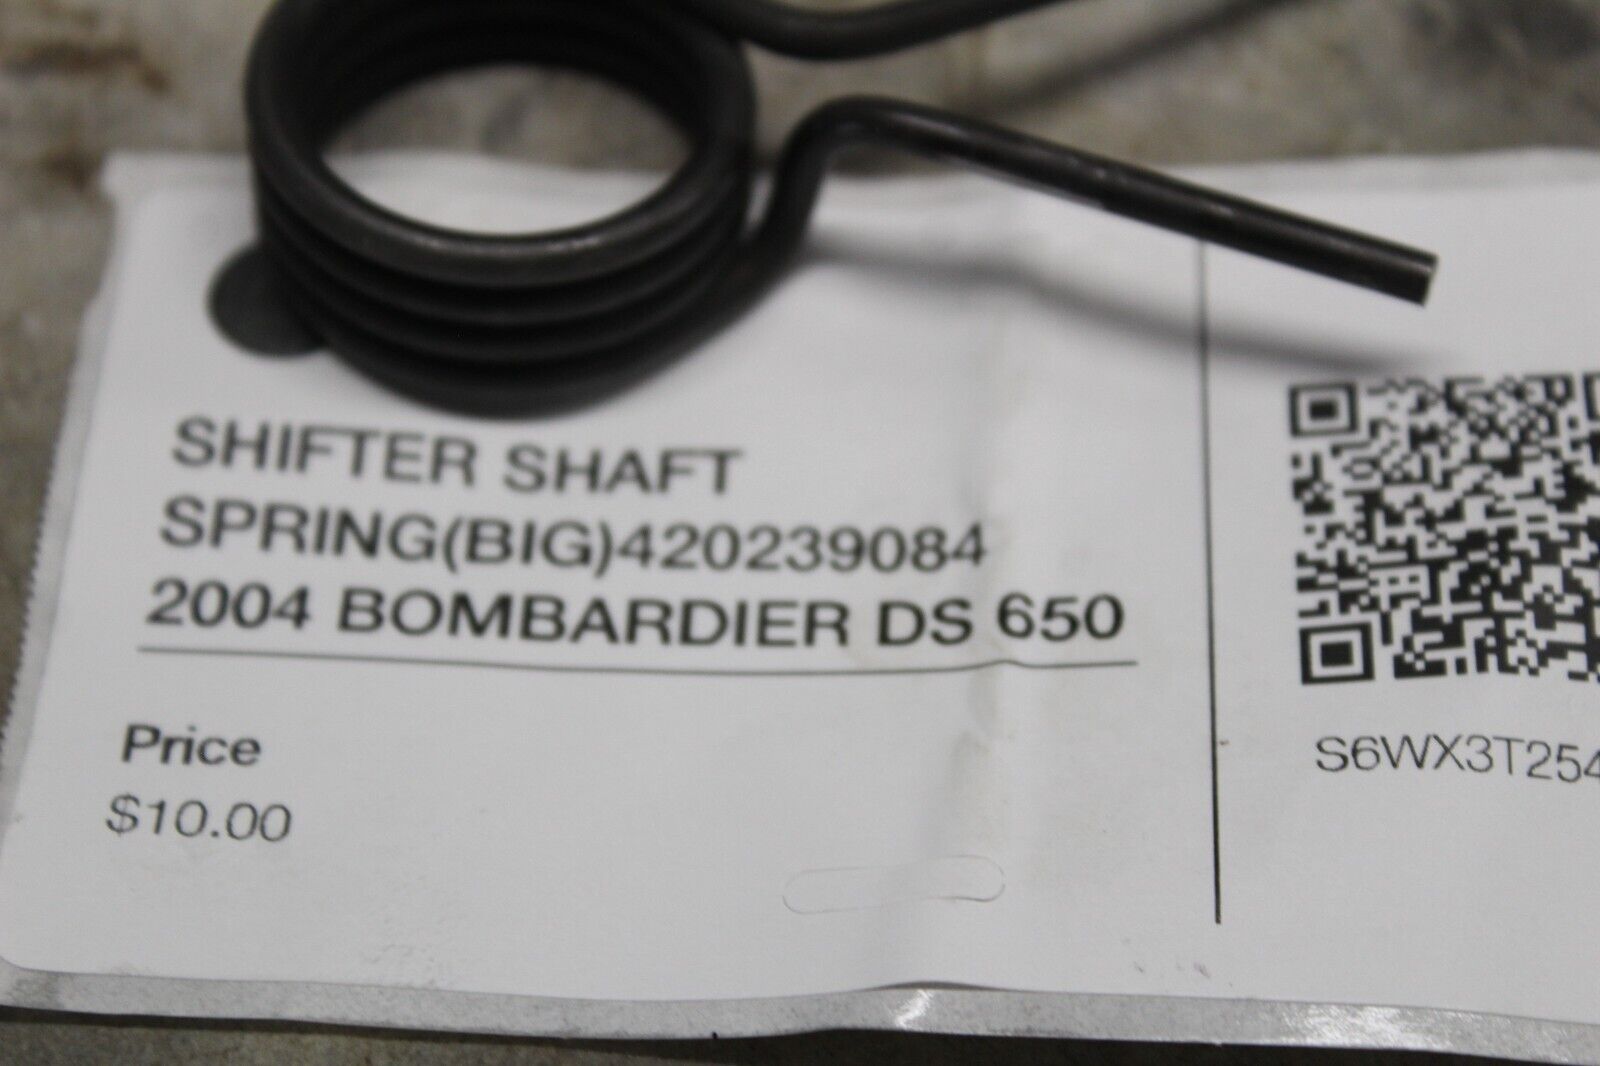 SHIFTER SHAFT
SPRING(BIG)420239084
2004 BOMBARDIER DS 650
Price
$10.00
S6WX3T254